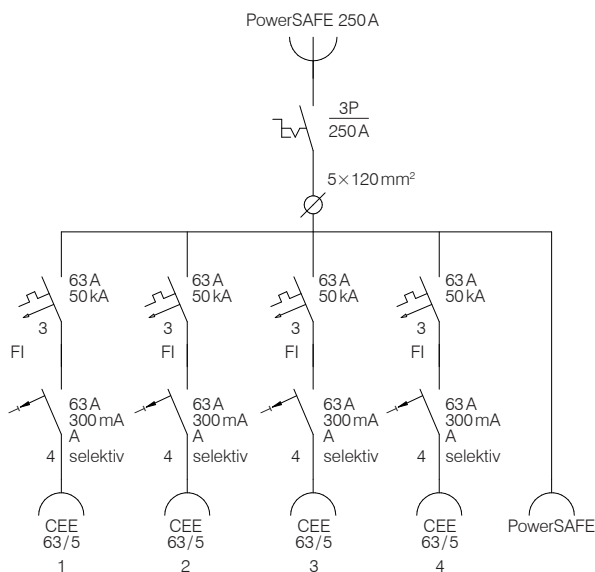 PowerSAFE 250 A
3P
250 A
5×120 mm²
63 A
50 kA
3
FI
63 A
300 mA
A
4 selektiv
CEE
63/5
1
63 A
50 kA
3
FI
63 A
300 mA
A
4 selektiv
CEE
63/5
2
63 A
50 kA
3
FI
63 A
300 mA
A
4 selektiv
CEE
63/5
3
63 A
50 kA
3
FI
63 A
300 mA
A
4 selektiv
CEE
63/5
4
PowerSAFE